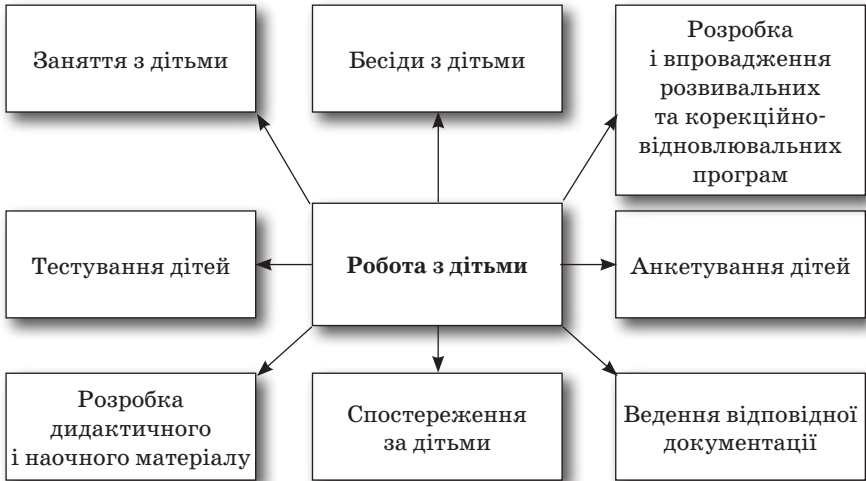 Заняття з дітьми
Бесіди з дітьми
Розробка
і впровадження
розвивальних
та корекційно-
відновлювальних
програм
Тестування дітей
Робота з дітьми
Анкетування дітей
Розробка
дидактичного
і наочного матеріалу
Спостереження
за дітьми
Ведення відповідної
документації